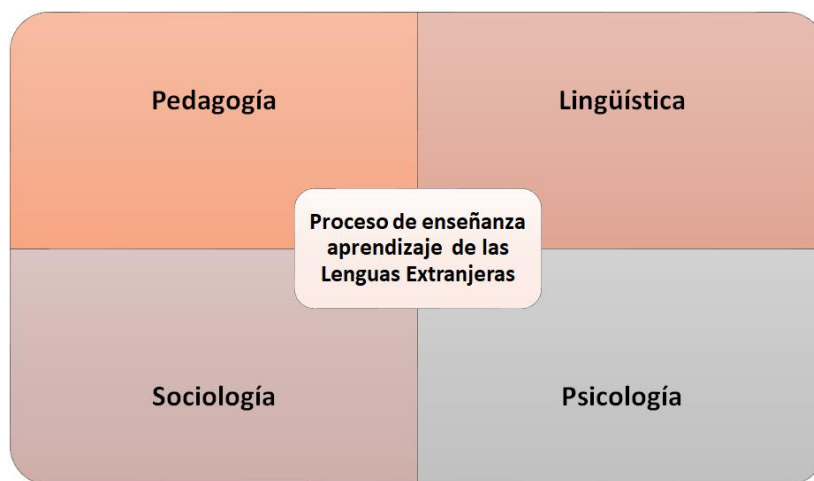 Pedagogía
Lingüística
Proceso de enseñanza
aprendizaje de las
Lenguas Extranjeras
Sociología
Psicología